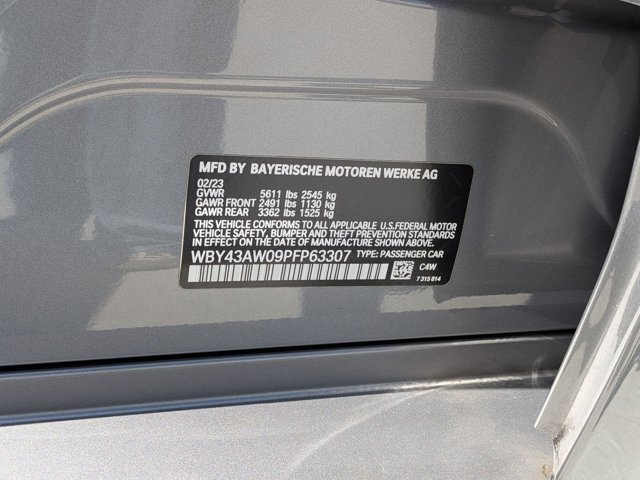 MFD BY BAYERISCHE MOTOREN WERKE AG
02/23
GVWR 5611 lbs 2545 kg
GAWR FRONT 2491 lbs 1130 kg
GAWR REAR 3362 lbs 1525 kg
THIS VEHICLE CONFORMS TO ALL APPLICABLE U.S.FEDERAL MOTOR
VEHICLE SAFETY, BUMPER, AND THEFT PREVENTION STANDARDS
IN EFFECT ON THE DATE OF MANUFACTURE SHOWN ABOVE.
WBY43AW09PFP63307 TYPE: PASSENGER CAR
C4W
7 315 814